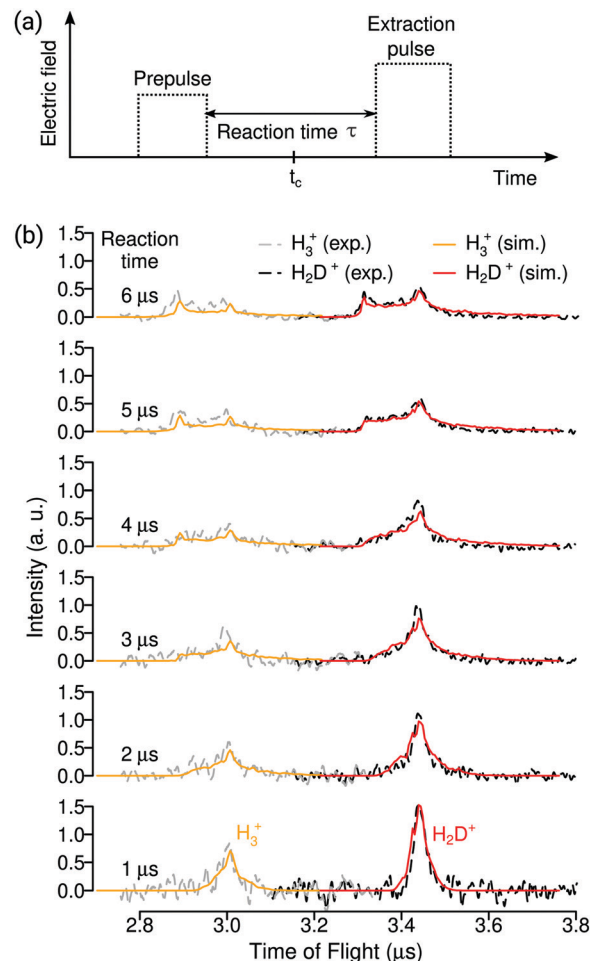 (a)
Electric field
Prepulse
Extraction
pulse
Reaction time τ
t_c
Time
(b)
Reaction
time
H₃⁺ (exp.)
H₂D⁺ (exp.)
H₃⁺ (sim.)
H₂D⁺ (sim.)
Intensity (a. u.)
1.5
1.0
0.5
0.0
6 μs
1.5
1.0
0.5
0.0
5 μs
1.5
1.0
0.5
0.0
4 μs
1.5
1.0
0.5
0.0
3 μs
1.5
1.0
0.5
0.0
2 μs
1.5
1.0
0.5
0.0
1 μs
H₃⁺
H₂D⁺
2.8 3.0 3.2 3.4 3.6 3.8
Time of Flight (μs)